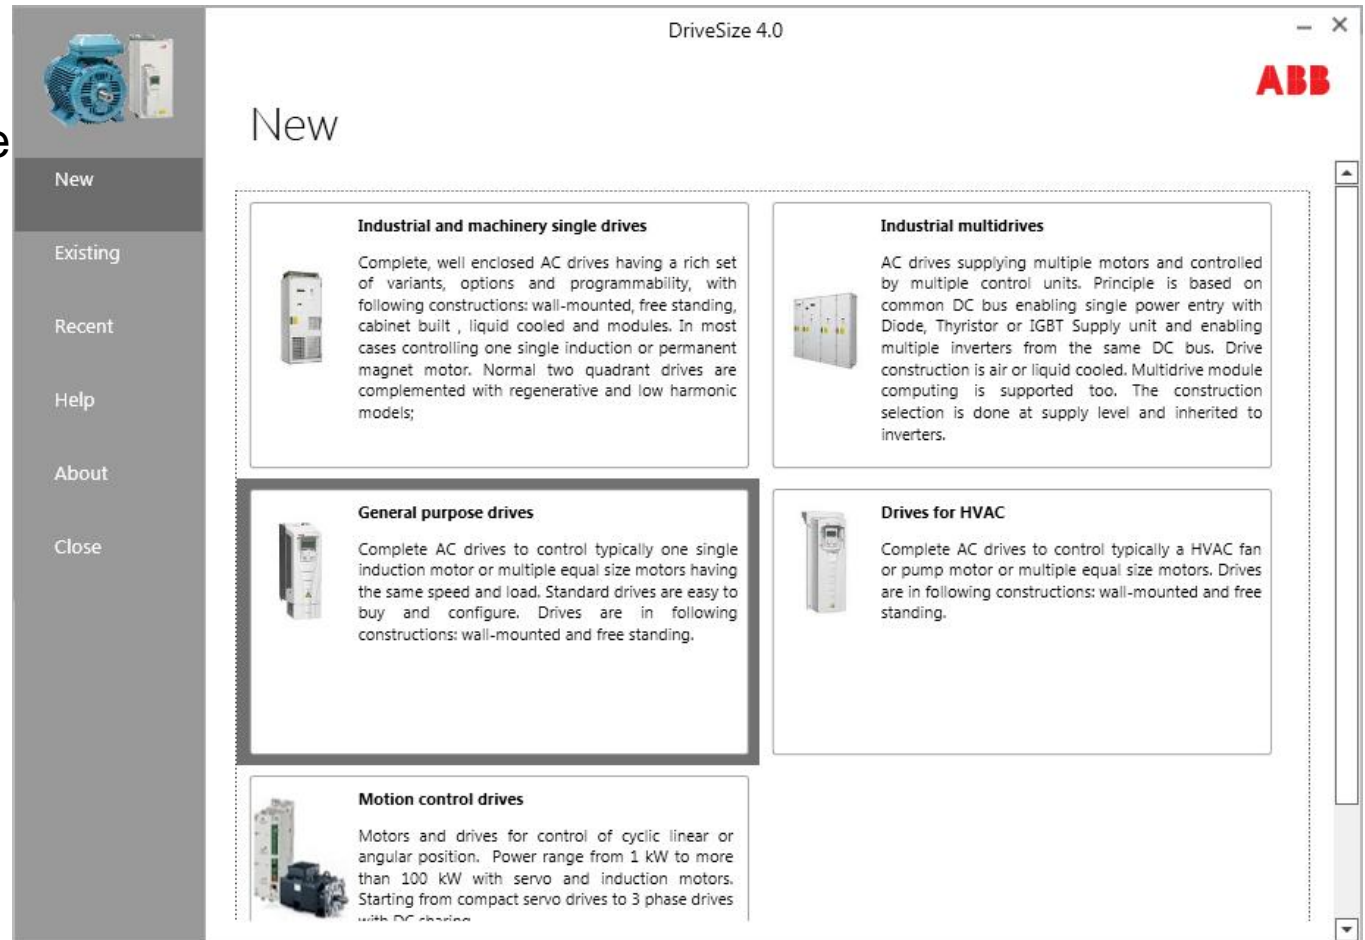 DriveSize 4.0
ABB
e
New
New
Existing
Recent
Help
About
Close
Industrial and machinery single drives
Complete, well enclosed AC drives having a rich set
of variants, options and programmability, with
following constructions: wall-mounted, free standing,
cabinet built , liquid cooled and modules. In most
cases controlling one single induction or permanent
magnet motor. Normal two quadrant drives are
complemented with regenerative and low harmonic
models;
Industrial multidrives
AC drives supplying multiple motors and controlled
by multiple control units. Principle is based on
common DC bus enabling single power entry with
Diode, Thyristor or IGBT Supply unit and enabling
multiple inverters from the same DC bus. Drive
construction is air or liquid cooled. Multidrive module
computing is supported too. The construction
selection is done at supply level and inherited to
inverters.
General purpose drives
Complete AC drives to control typically one single
induction motor or multiple equal size motors having
the same speed and load. Standard drives are easy to
buy and configure. Drives are in following
constructions: wall-mounted and free standing.
Drives for HVAC
Complete AC drives to control typically a HVAC fan
or pump motor or multiple equal size motors. Drives
are in following constructions: wall-mounted and free
standing.
Motion control drives
Motors and drives for control of cyclic linear or
angular position. Power range from 1 kW to more
than 100 kW with servo and induction motors.
Starting from compact servo drives to 3 phase drives
with DC sharing